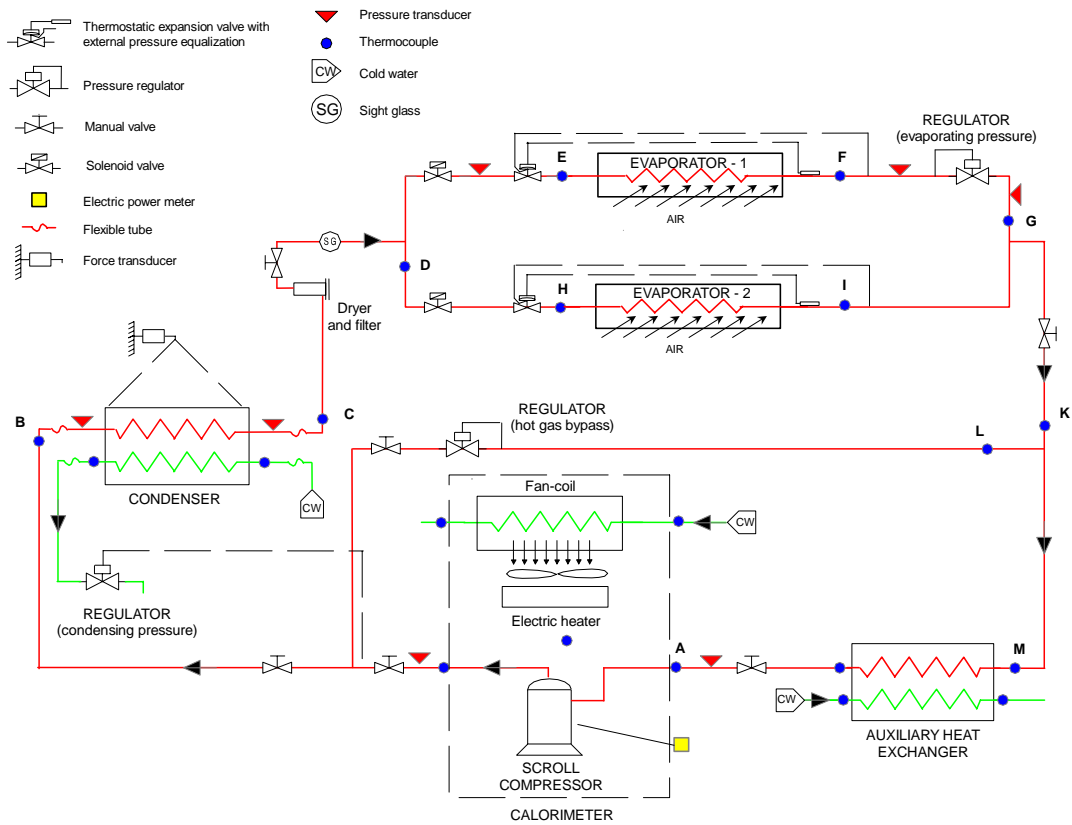 Thermostatic expansion valve with
external pressure equalization
Pressure regulator
Manual valve
Solenoid valve
Electric power meter
Flexible tube
Force transducer
Pressure transducer
Thermocouple
CW
Cold water
SG
Sight glass
REGULATOR
(evaporating pressure)
E
EVAPORATOR - 1
F
AIR
G
SG
D
H
EVAPORATOR - 2
I
AIR
Dryer
and filter
B
C
CONDENSER
CW
REGULATOR
(hot gas bypass)
L
K
Fan-coil
CW
REGULATOR
(condensing pressure)
Electric heater
A
M
CW
SCROLL
COMPRESSOR
AUXILIARY HEAT
EXCHANGER
CALORIMETER